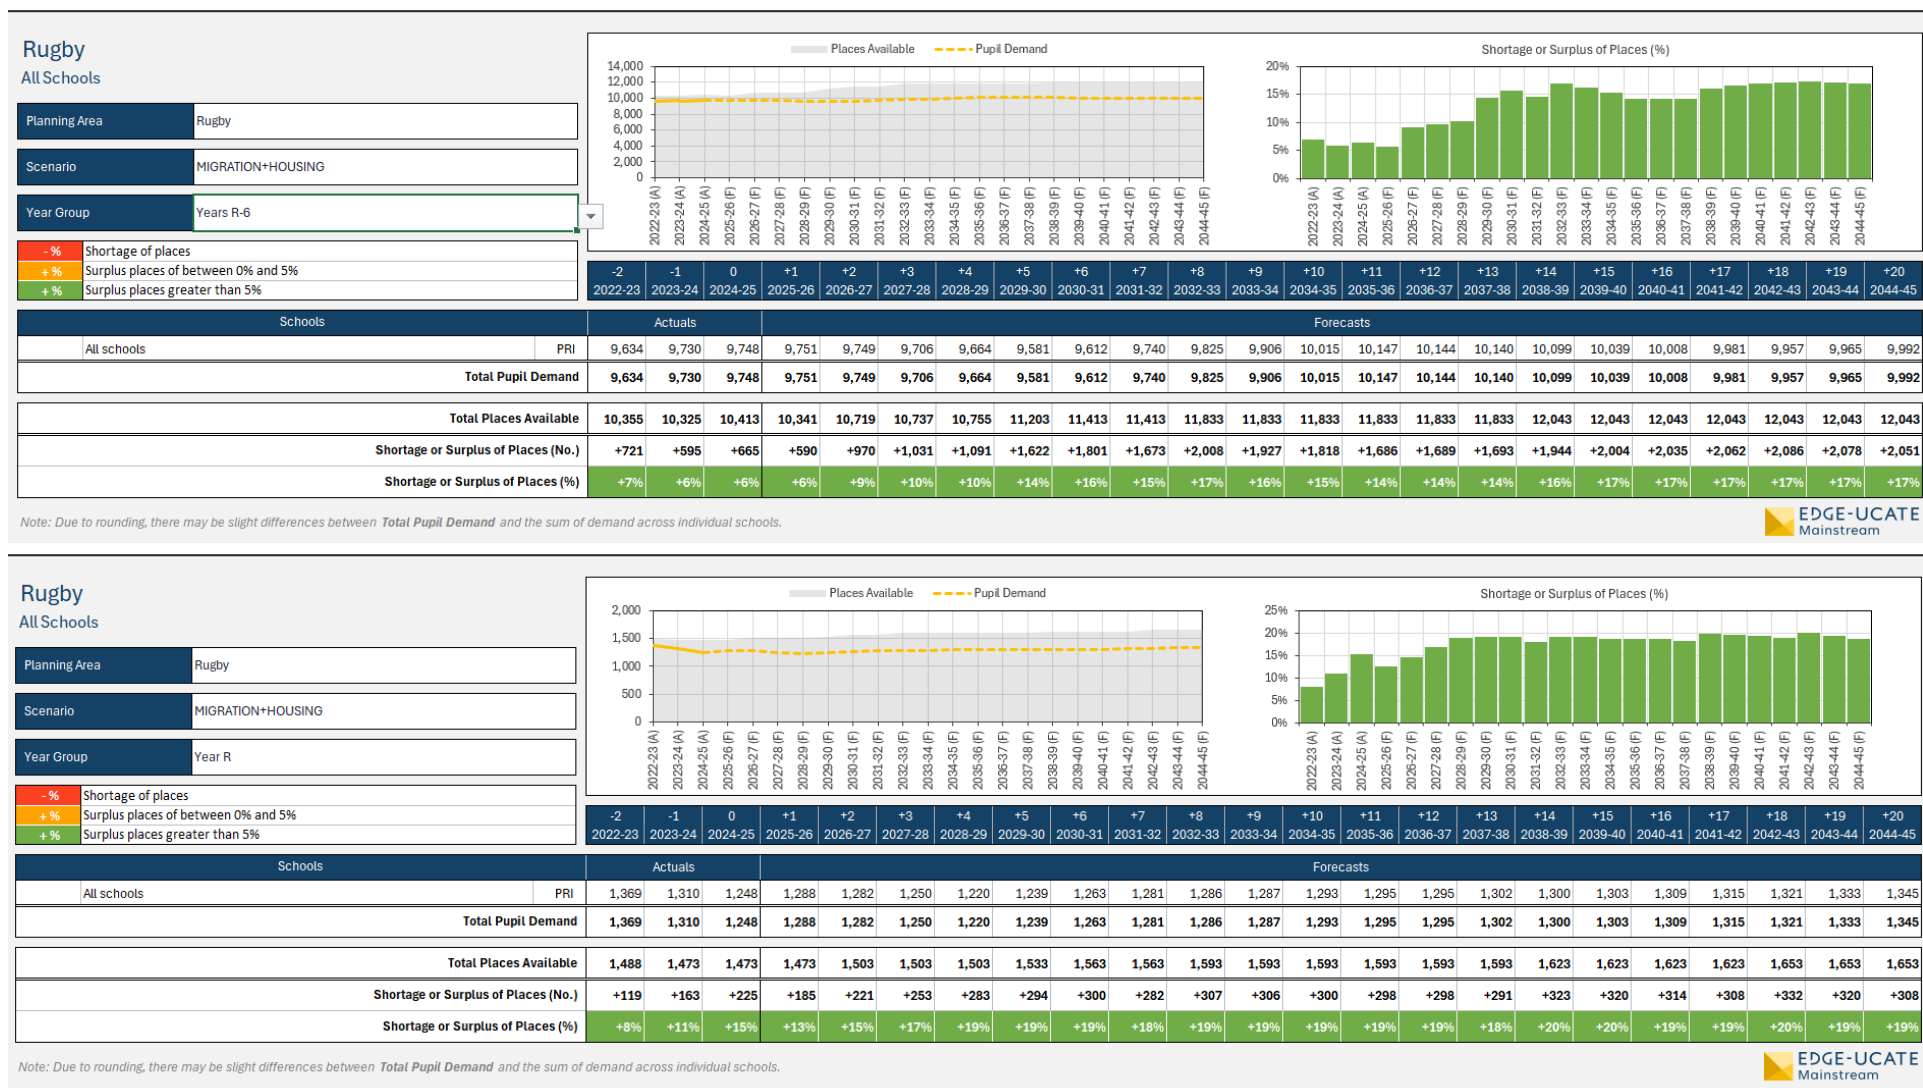 Rugby
All Schools
Planning Area Rugby
Scenario MIGRATION+HOUSING
Year Group Years R-6
- % Shortage of places
+ % Surplus places of between 0% and 5%
+ % Surplus places greater than 5%
Places Available Pupil Demand
14,000
12,000
10,000
8,000
6,000
4,000
2,000
0
2022-23 (A) 2023-24 (A) 2024-25 (A) 2025-26 (F) 2026-27 (F) 2027-28 (F) 2028-29 (F) 2029-30 (F) 2030-31 (F) 2031-32 (F) 2032-33 (F) 2033-34 (F) 2034-35 (F) 2035-36 (F) 2036-37 (F) 2037-38 (F) 2038-39 (F) 2039-40 (F) 2040-41 (F) 2041-42 (F) 2042-43 (F) 2043-44 (F) 2044-45 (F)
Shortage or Surplus of Places (%)
20%
15%
10%
5%
0%
2022-23 (A) 2023-24 (A) 2024-25 (A) 2025-26 (F) 2026-27 (F) 2027-28 (F) 2028-29 (F) 2029-30 (F) 2030-31 (F) 2031-32 (F) 2032-33 (F) 2033-34 (F) 2034-35 (F) 2035-36 (F) 2036-37 (F) 2037-38 (F) 2038-39 (F) 2039-40 (F) 2040-41 (F) 2041-42 (F) 2042-43 (F) 2043-44 (F) 2044-45 (F)
-2 -1 0 +1 +2 +3 +4 +5 +6 +7 +8 +9 +10 +11 +12 +13 +14 +15 +16 +17 +18 +19 +20
2022-23 2023-24 2024-25 2025-26 2026-27 2027-28 2028-29 2029-30 2030-31 2031-32 2032-33 2033-34 2034-35 2035-36 2036-37 2037-38 2038-39 2039-40 2040-41 2041-42 2042-43 2043-44 2044-45
Schools Actuals Forecasts
All schools PRI 9,634 9,730 9,748 9,751 9,749 9,706 9,664 9,581 9,612 9,740 9,825 9,906 10,015 10,147 10,144 10,140 10,099 10,039 10,008 9,981 9,957 9,965 9,992
Total Pupil Demand 9,634 9,730 9,748 9,751 9,749 9,706 9,664 9,581 9,612 9,740 9,825 9,906 10,015 10,147 10,144 10,140 10,099 10,039 10,008 9,981 9,957 9,965 9,992
Total Places Available 10,355 10,325 10,413 10,341 10,719 10,737 10,755 11,203 11,413 11,413 11,833 11,833 11,833 11,833 11,833 11,833 12,043 12,043 12,043 12,043 12,043 12,043 12,043
Shortage or Surplus of Places (No.) +721 +595 +665 +590 +970 +1,031 +1,091 +1,622 +1,801 +1,673 +2,008 +1,927 +1,818 +1,686 +1,689 +1,693 +1,944 +2,004 +2,035 +2,062 +2,086 +2,078 +2,051
Shortage or Surplus of Places (%) +7% +6% +6% +6% +9% +10% +10% +14% +16% +15% +17% +16% +15% +14% +14% +14% +16% +17% +17% +17% +17% +17% +17%
Note: Due to rounding, there may be slight differences between Total Pupil Demand and the sum of demand across individual schools.
EDGE-UCATE
Mainstream
Rugby
All Schools
Planning Area Rugby
Scenario MIGRATION+HOUSING
Year Group Year R
- % Shortage of places
+ % Surplus places of between 0% and 5%
+ % Surplus places greater than 5%
Places Available Pupil Demand
2,000
1,500
1,000
500
0
2022-23 (A) 2023-24 (A) 2024-25 (A) 2025-26 (F) 2026-27 (F) 2027-28 (F) 2028-29 (F) 2029-30 (F) 2030-31 (F) 2031-32 (F) 2032-33 (F) 2033-34 (F) 2034-35 (F) 2035-36 (F) 2036-37 (F) 2037-38 (F) 2038-39 (F) 2039-40 (F) 2040-41 (F) 2041-42 (F) 2042-43 (F) 2043-44 (F) 2044-45 (F)
Shortage or Surplus of Places (%)
25%
20%
15%
10%
5%
0%
2022-23 (A) 2023-24 (A) 2024-25 (A) 2025-26 (F) 2026-27 (F) 2027-28 (F) 2028-29 (F) 2029-30 (F) 2030-31 (F) 2031-32 (F) 2032-33 (F) 2033-34 (F) 2034-35 (F) 2035-36 (F) 2036-37 (F) 2037-38 (F) 2038-39 (F) 2039-40 (F) 2040-41 (F) 2041-42 (F) 2042-43 (F) 2043-44 (F) 2044-45 (F)
-2 -1 0 +1 +2 +3 +4 +5 +6 +7 +8 +9 +10 +11 +12 +13 +14 +15 +16 +17 +18 +19 +20
2022-23 2023-24 2024-25 2025-26 2026-27 2027-28 2028-29 2029-30 2030-31 2031-32 2032-33 2033-34 2034-35 2035-36 2036-37 2037-38 2038-39 2039-40 2040-41 2041-42 2042-43 2043-44 2044-45
Schools Actuals Forecasts
All schools PRI 1,369 1,310 1,248 1,288 1,282 1,250 1,220 1,239 1,263 1,281 1,286 1,287 1,293 1,295 1,295 1,302 1,300 1,303 1,309 1,315 1,321 1,333 1,345
Total Pupil Demand 1,369 1,310 1,248 1,288 1,282 1,250 1,220 1,239 1,263 1,281 1,286 1,287 1,293 1,295 1,295 1,302 1,300 1,303 1,309 1,315 1,321 1,333 1,345
Total Places Available 1,488 1,473 1,473 1,473 1,503 1,503 1,503 1,533 1,563 1,563 1,593 1,593 1,593 1,593 1,593 1,593 1,623 1,623 1,623 1,623 1,653 1,653 1,653
Shortage or Surplus of Places (No.) +119 +163 +225 +185 +221 +253 +283 +294 +300 +282 +307 +306 +300 +298 +298 +291 +323 +320 +314 +308 +332 +320 +308
Shortage or Surplus of Places (%) +8% +11% +15% +13% +15% +17% +19% +19% +19% +18% +19% +19% +19% +19% +19% +18% +20% +20% +19% +19% +20% +19% +19%
Note: Due to rounding, there may be slight differences between Total Pupil Demand and the sum of demand across individual schools.
EDGE-UCATE
Mainstream